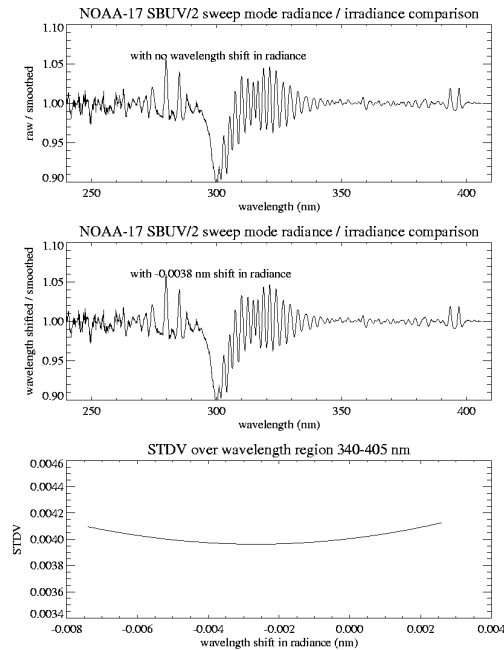 NOAA-17 SBUV/2 sweep mode radiance / irradiance comparison
1.10
1.05
1.00
0.95
0.90
raw / smoothed
with no wavelength shift in radiance
250 300 350 400
wavelength (nm)
NOAA-17 SBUV/2 sweep mode radiance / irradiance comparison
1.10
1.05
1.00
0.95
0.90
wavelength shifted / smoothed
with -0.0038 nm shift in radiance
250 300 350 400
wavelength (nm)
STDV over wavelength region 340-405 nm
0.0046
0.0044
0.0042
0.0040
0.0038
0.0036
0.0034
STDV
-0.008 -0.006 -0.004 -0.002 0.000 0.002 0.004
wavelength shift in radiance (nm)